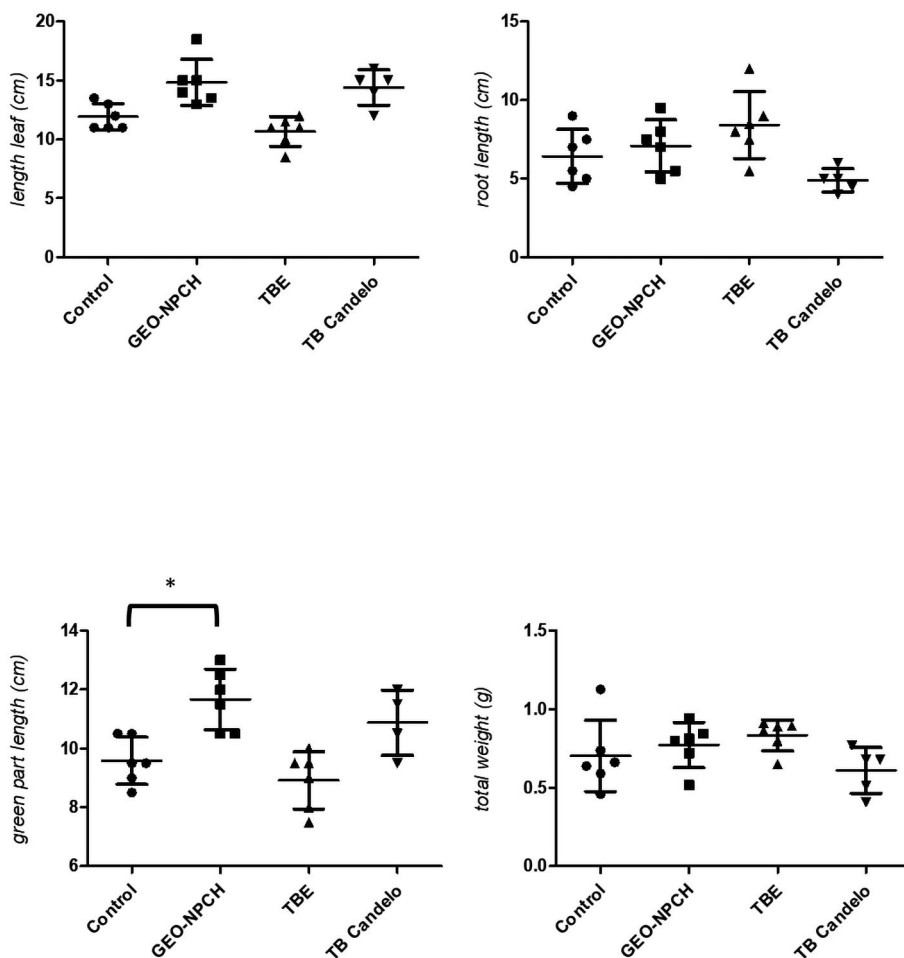 length leaf (cm)
20
15
10
5
0
Control
GEO-NPCH
TBE
TB Candelo
root length (cm)
15
10
5
0
Control
GEO-NPCH
TBE
TB Candelo
*
green part length (cm)
14
12
10
8
6
Control
GEO-NPCH
TBE
TB Candelo
total weight (g)
1.5
1.0
0.5
0.0
Control
GEO-NPCH
TBE
TB Candelo